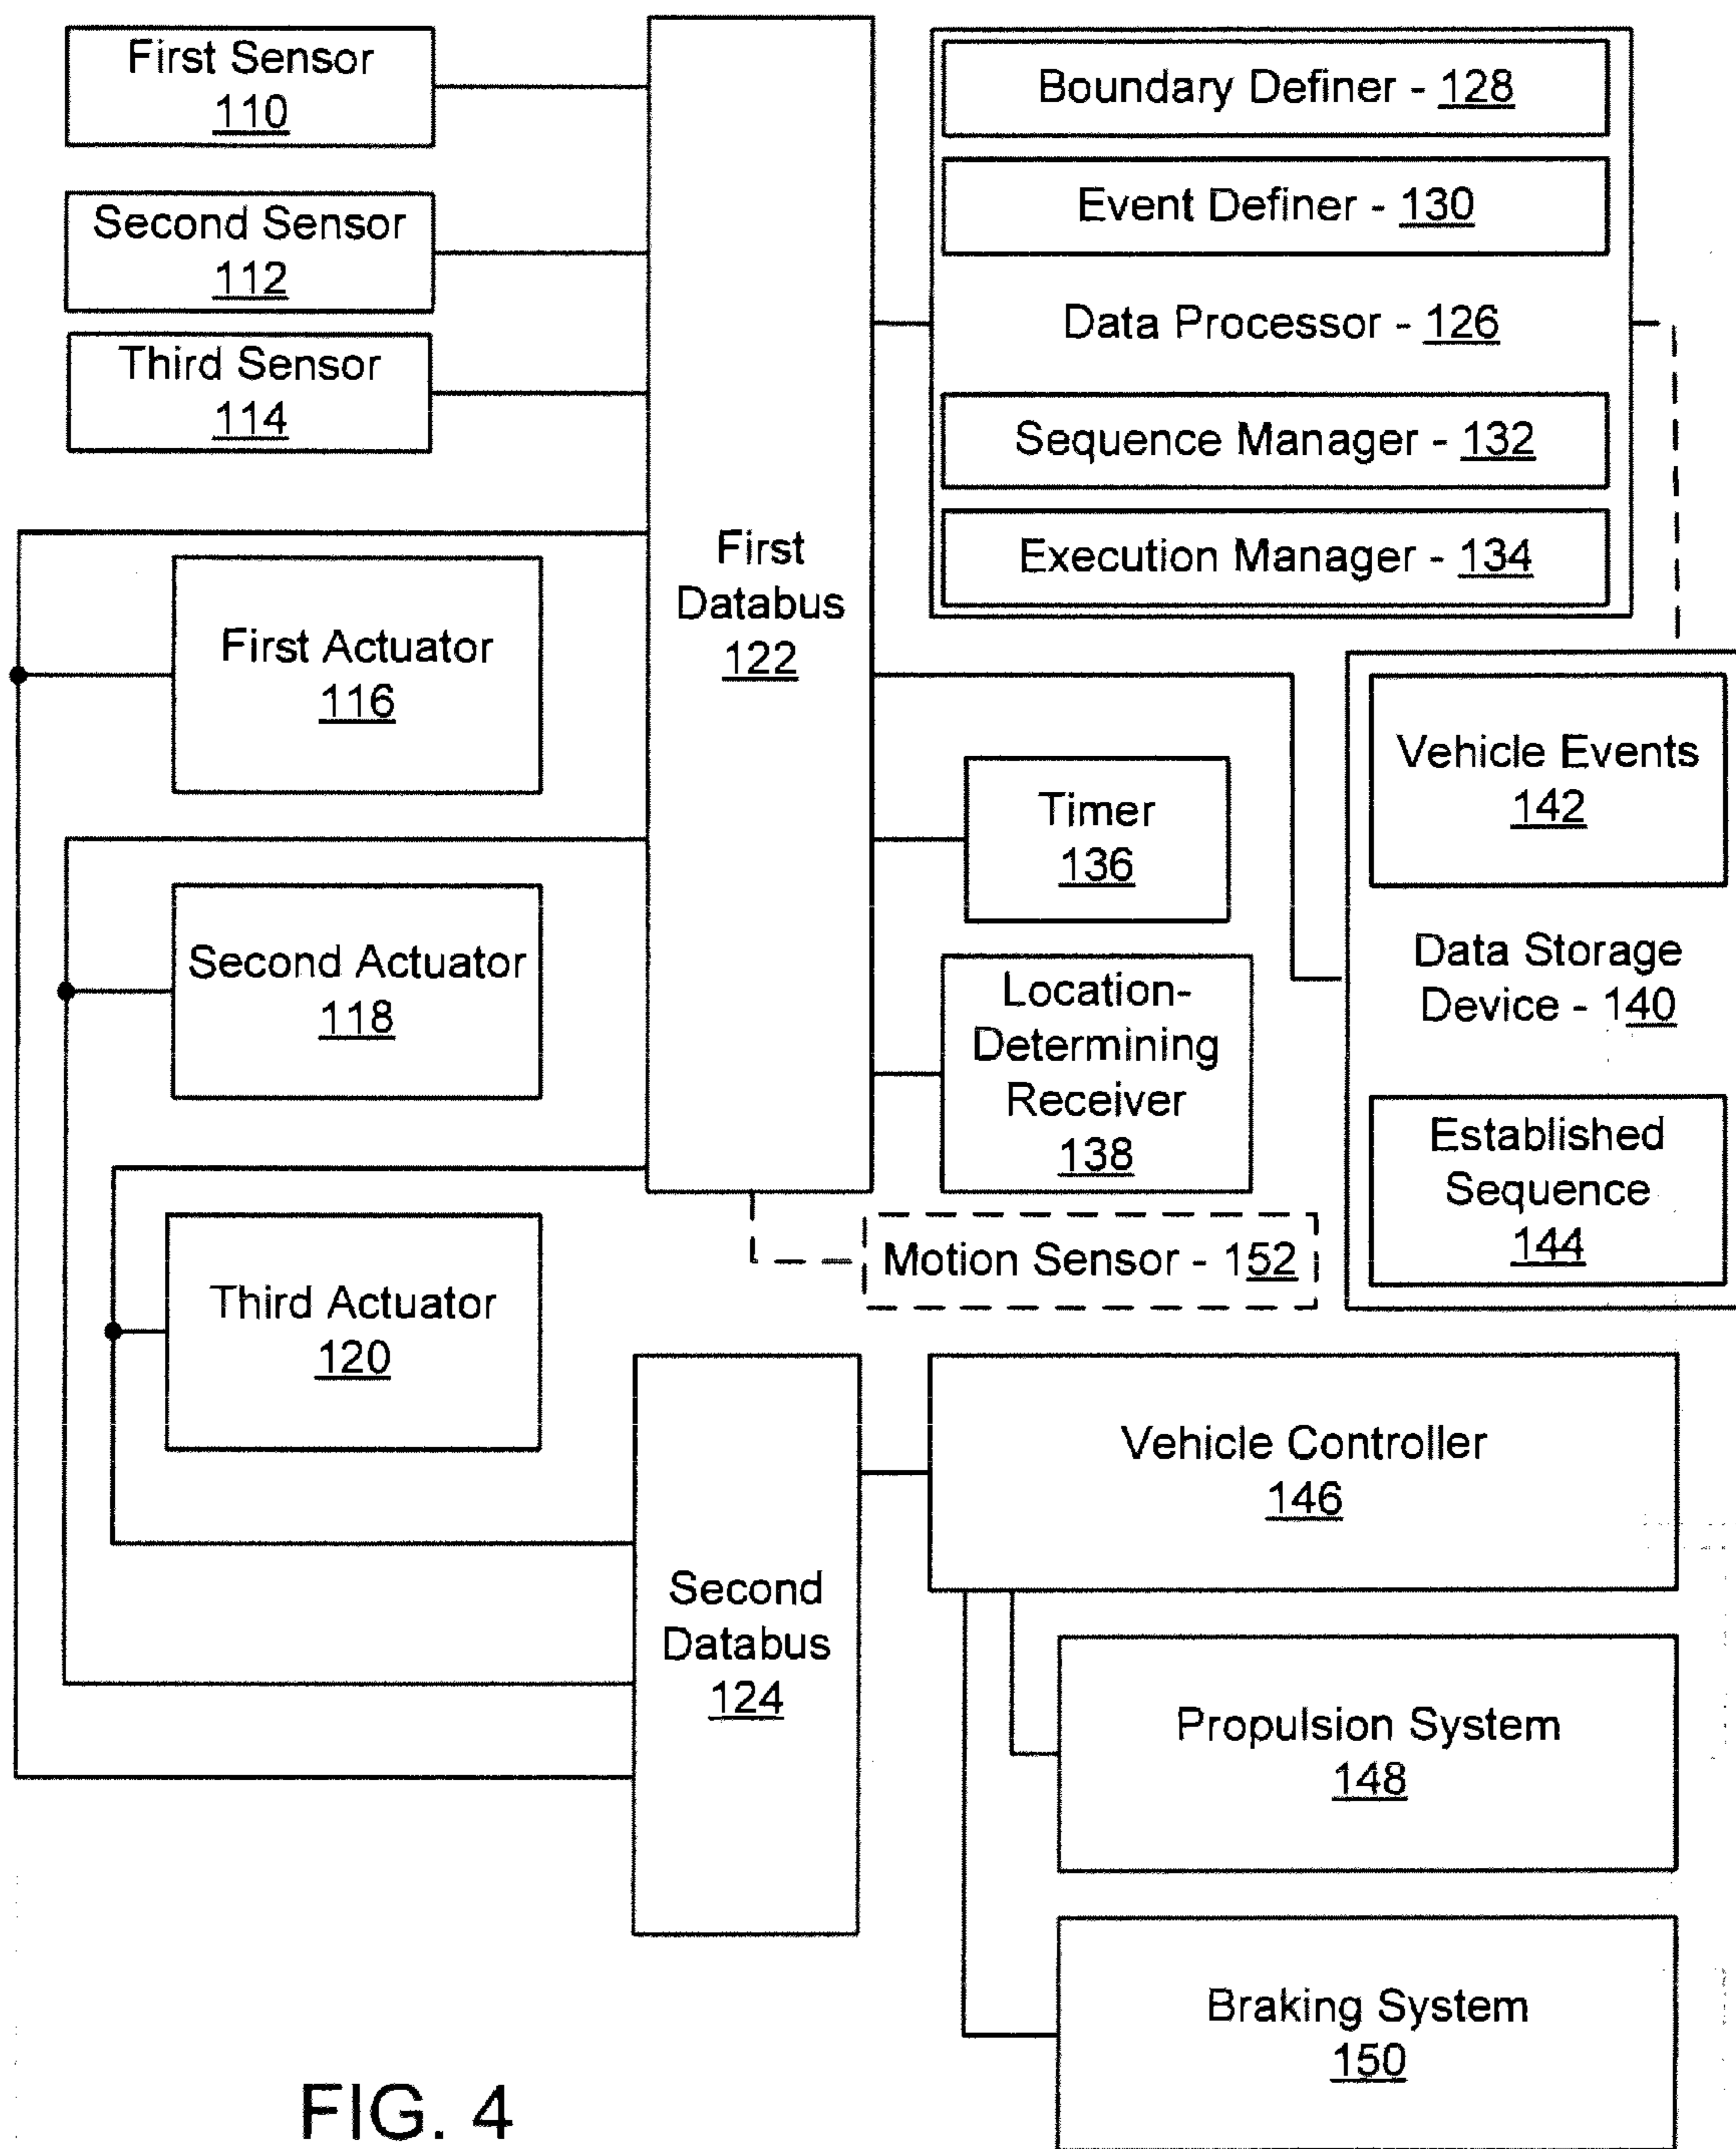 First Sensor
110
Second Sensor
112
Third Sensor
114
First Actuator
116
Second Actuator
118
Third Actuator
120
First
Databus
122
Boundary Definer - 128
Event Definer - 130
Data Processor - 126
Sequence Manager - 132
Execution Manager - 134
Timer
136
Location-
Determining
Receiver
138
Motion Sensor - 152
Vehicle Events
142
Data Storage
Device - 140
Established
Sequence
144
Second
Databus
124
Vehicle Controller
146
Propulsion System
148
Braking System
150
FIG. 4